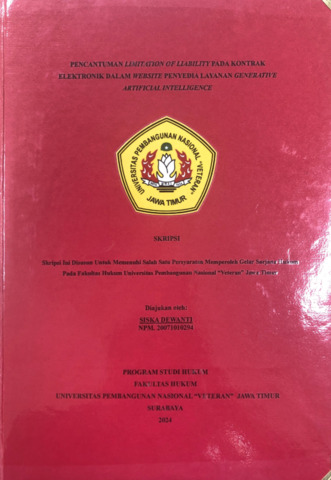 PENCANTUMAN LIMITATION OF LIABILITY PADA KONTRAK
ELEKTRONIK DALAM WEBSITE PENYEDIA LAYANAN GENERATIVE
ARTIFICIAL INTELLIGENCE
UNIVERSITAS PEMBANGUNAN NASIONAL "VETERAN"
JAWA TIMUR
SKRIPSI
Skripsi Ini Disusun Untuk Memenuhi Salah Satu Persyaratan Memperoleh Gelar Sarjana
Pada Fakultas Hukum Universitas Pembangunan Nasional "Veteran" Jawa Timur
Diajukan oleh:
SISKA DEWANTI
NPM. 20071010294
PROGRAM STUDI HUKUM
FAKULTAS HUKUM
UNIVERSITAS PEMBANGUNAN NASIONAL "VETERAN" JAWA TIMUR
SURABAYA
2024